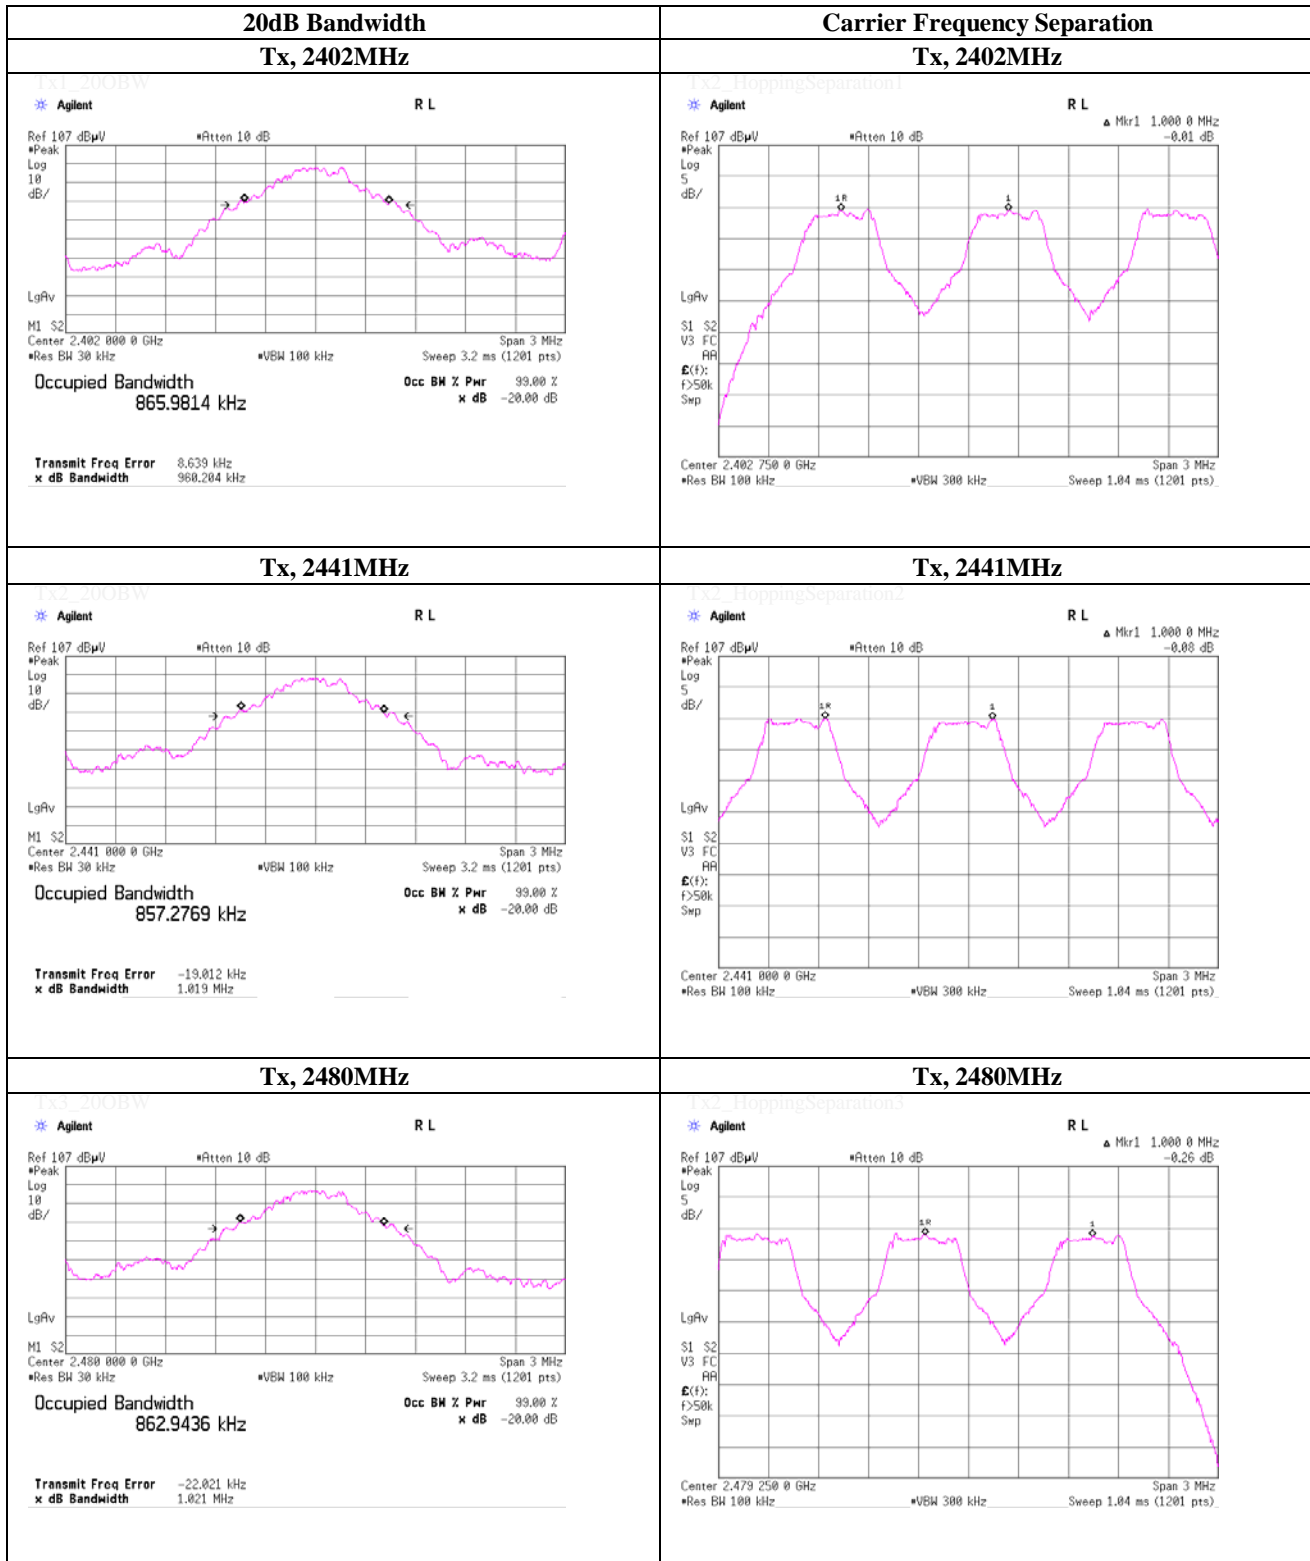 20dB Bandwidth
Carrier Frequency Separation
Tx, 2402MHz
Tx, 2402MHz
Tx1_20OBW
Agilent
R L
Ref 107 dBµV
#Atten 10 dB
#Peak
Log
10
dB/
LgAv
M1 S2
Center 2.402 000 0 GHz
Span 3 MHz
#Res BW 30 kHz
#VBW 100 kHz
Sweep 3.2 ms (1201 pts)
Occupied Bandwidth
865.9814 kHz
Occ BW % Pwr 99.00 %
x dB -20.00 dB
Transmit Freq Error 8.639 kHz
x dB Bandwidth 960.204 kHz
Tx2_HoppingSeparation1
Agilent
R L
Δ Mkr1 1.000 0 MHz
Ref 107 dBµV
#Atten 10 dB
-0.01 dB
#Peak
Log
5
dB/
1R
1
LgAv
S1 S2
V3 FC
AA
£(f):
f>50k
Swp
Center 2.402 750 0 GHz
Span 3 MHz
#Res BW 100 kHz
#VBW 300 kHz
Sweep 1.04 ms (1201 pts)
Tx, 2441MHz
Tx, 2441MHz
Tx2_20OBW
Agilent
R L
Ref 107 dBµV
#Atten 10 dB
#Peak
Log
10
dB/
LgAv
M1 S2
Center 2.441 000 0 GHz
Span 3 MHz
#Res BW 30 kHz
#VBW 100 kHz
Sweep 3.2 ms (1201 pts)
Occupied Bandwidth
857.2769 kHz
Occ BW % Pwr 99.00 %
x dB -20.00 dB
Transmit Freq Error -19.012 kHz
x dB Bandwidth 1.019 MHz
Tx2_HoppingSeparation2
Agilent
R L
Δ Mkr1 1.000 0 MHz
Ref 107 dBµV
#Atten 10 dB
-0.08 dB
#Peak
Log
5
dB/
1R
1
LgAv
S1 S2
V3 FC
AA
£(f):
f>50k
Swp
Center 2.441 000 0 GHz
Span 3 MHz
#Res BW 100 kHz
#VBW 300 kHz
Sweep 1.04 ms (1201 pts)
Tx, 2480MHz
Tx, 2480MHz
Tx3_20OBW
Agilent
R L
Ref 107 dBµV
#Atten 10 dB
#Peak
Log
10
dB/
LgAv
M1 S2
Center 2.480 000 0 GHz
Span 3 MHz
#Res BW 30 kHz
#VBW 100 kHz
Sweep 3.2 ms (1201 pts)
Occupied Bandwidth
862.9436 kHz
Occ BW % Pwr 99.00 %
x dB -20.00 dB
Transmit Freq Error -22.021 kHz
x dB Bandwidth 1.021 MHz
Tx2_HoppingSeparation3
Agilent
R L
Δ Mkr1 1.000 0 MHz
Ref 107 dBµV
#Atten 10 dB
-0.26 dB
#Peak
Log
5
dB/
1R
1
LgAv
S1 S2
V3 FC
AA
£(f):
f>50k
Swp
Center 2.479 250 0 GHz
Span 3 MHz
#Res BW 100 kHz
#VBW 300 kHz
Sweep 1.04 ms (1201 pts)